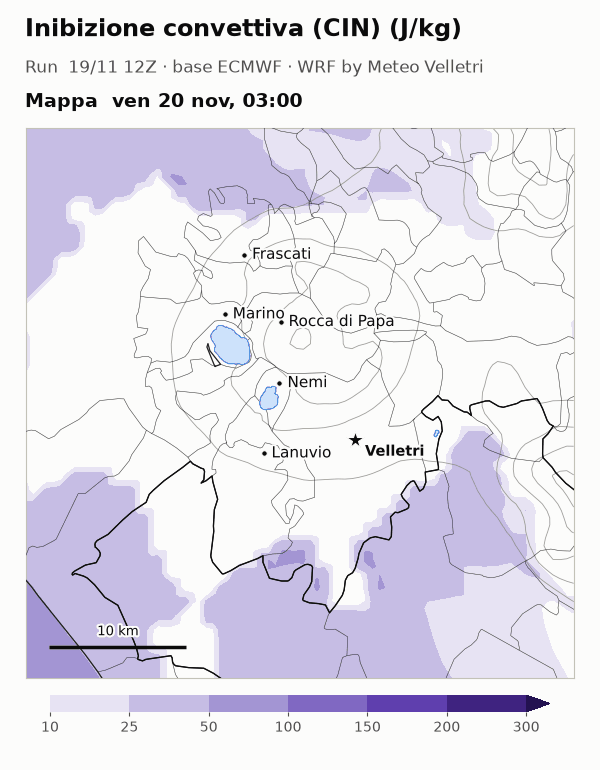 Inibizione convettiva (CIN) (J/kg)
Run  19/11 12Z · base ECMWF · WRF by Meteo Velletri
Mappa  ven 20 nov, 03:00
Frascati
Marino
Rocca di Papa
Nemi
Velletri
Lanuvio
10 km
10 25 50 100 150 200 300